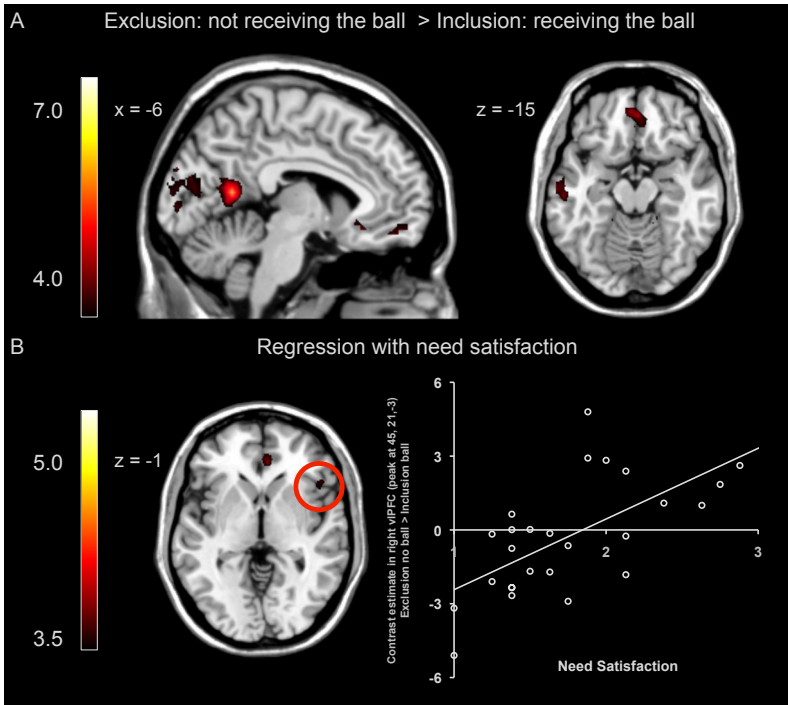 A
Exclusion: not receiving the ball > Inclusion: receiving the ball
7.0
x = -6
z = -15
4.0
B
Regression with need satisfaction
5.0
z = -1
3.5
Contrast estimate in right vlPFC (peak at 45, 21,-3)
Exclusion no ball > Inclusion ball
6
3
0
-3
-6
1
2
3
Need Satisfaction